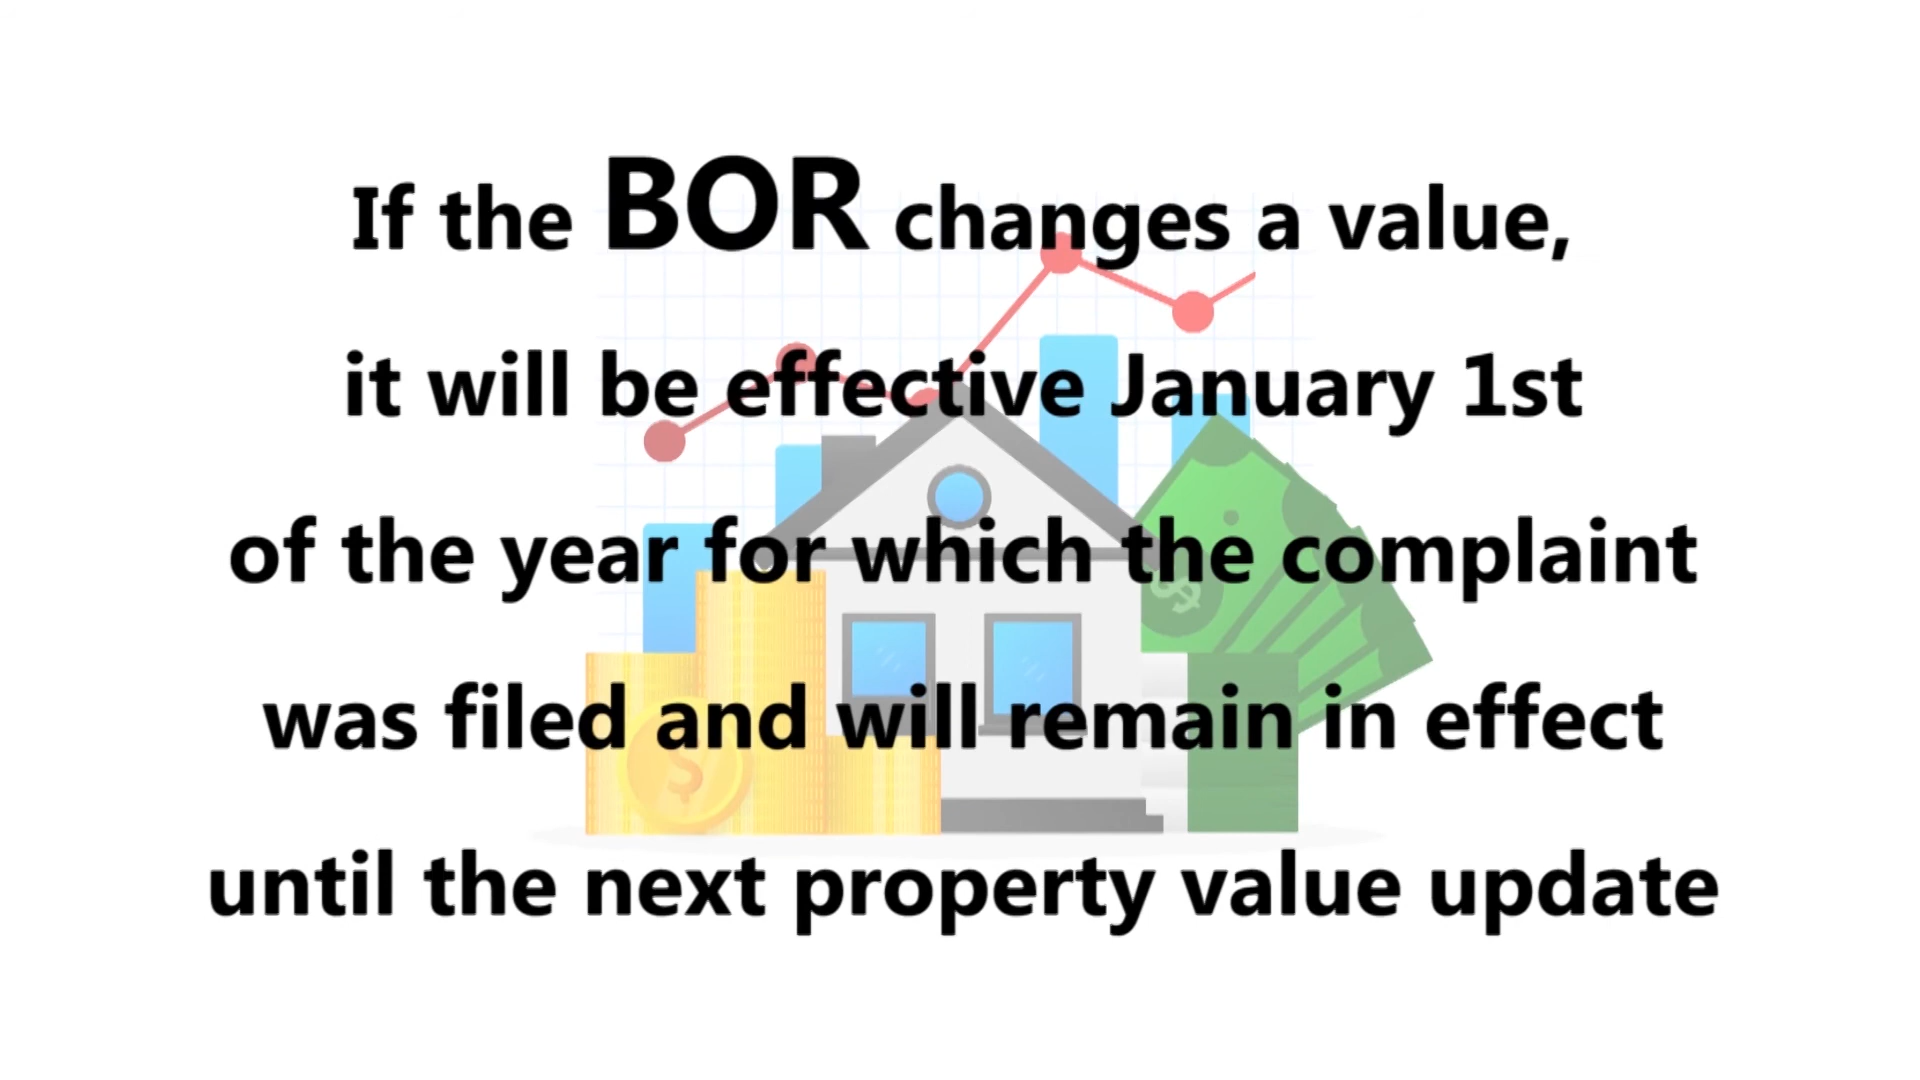 If the BOR changes a value,
it will be effective January 1st
of the year for which the complaint
was filed and will remain in effect
until the next property value update
$
$